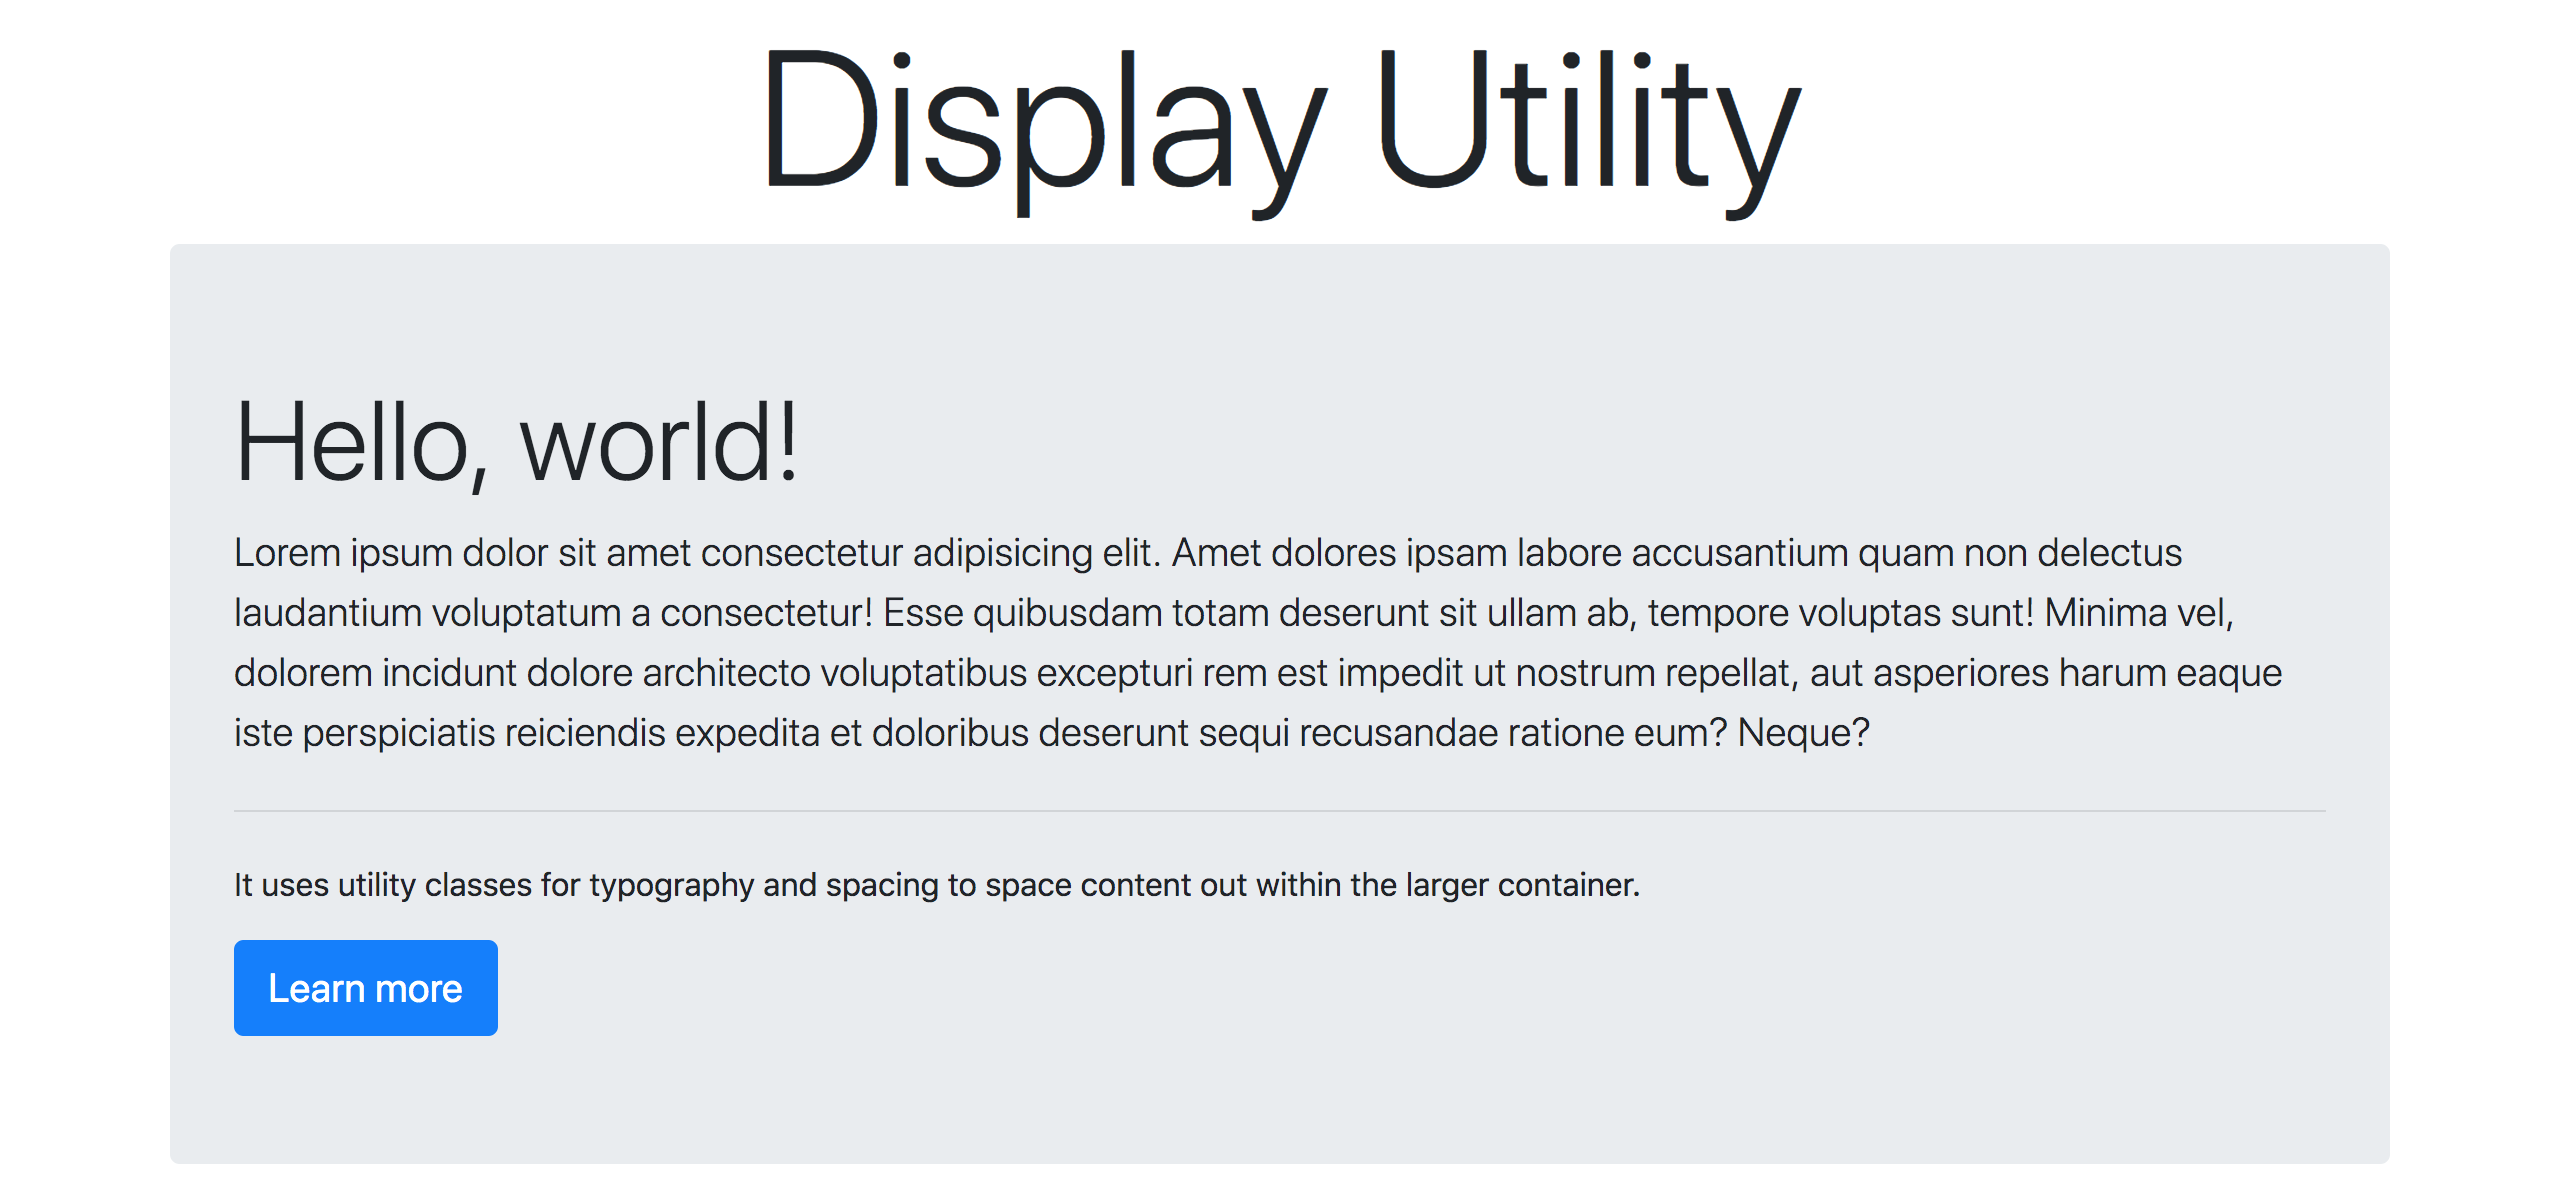 Display Utility
Hello, world!
Lorem ipsum dolor sit amet consectetur adipisicing elit. Amet dolores ipsam labore accusantium quam non delectus
laudantium voluptatum a consectetur! Esse quibusdam totam deserunt sit ullam ab, tempore voluptas sunt! Minima vel,
dolorem incidunt dolore architecto voluptatibus excepturi rem est impedit ut nostrum repellat, aut asperiores harum eaque
iste perspiciatis reiciendis expedita et doloribus deserunt sequi recusandae ratione eum? Neque?
It uses utility classes for typography and spacing to space content out within the larger container.
Learn more